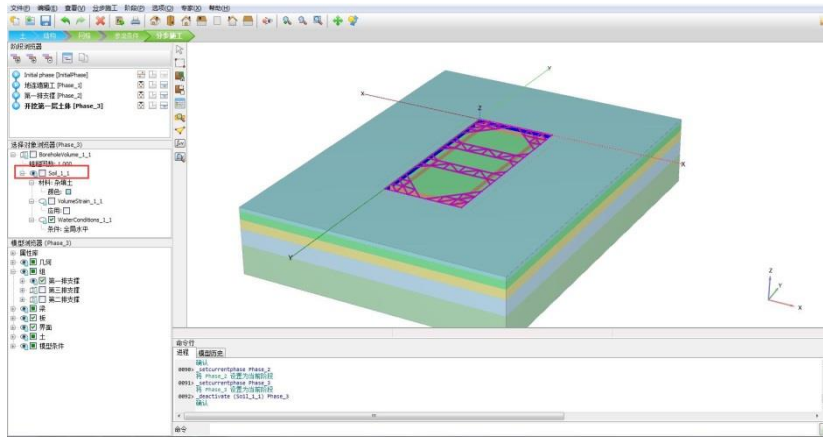 文件(F) 编辑(E) 查看(V) 分步施工 阶段(P) 选项(O) 专家(X) 帮助(H)
土 结构 网格 渗流条件 分步施工
阶段浏览器
Initial phase [InitialPhase]
地连墙施工 [Phase_1]
第一排支撑 [Phase_2]
开挖第一层土体 [Phase_3]
选择对象浏览器(Phase_3)
BoreholeVolume_1_1
Soil_1_1
材料: 杂填土
颜色:
VolumeStrain_1_1
应用:
WaterConditions_1_1
条件: 全局水平
模型浏览器 (Phase_3)
属性库
几何
组
第一排支撑
第三排支撑
第二排支撑
梁
板
界面
土
模型条件
x
y
z
X
Y
z
Y
x
命令行
进程 模型历史
确认
0090> _setcurrentphase Phase_2
将 Phase_2 设置为当前阶段
0091> _setcurrentphase Phase_3
将 Phase_3 设置为当前阶段
0092> _deactivate (Soil_1_1) Phase_3
确认
命令